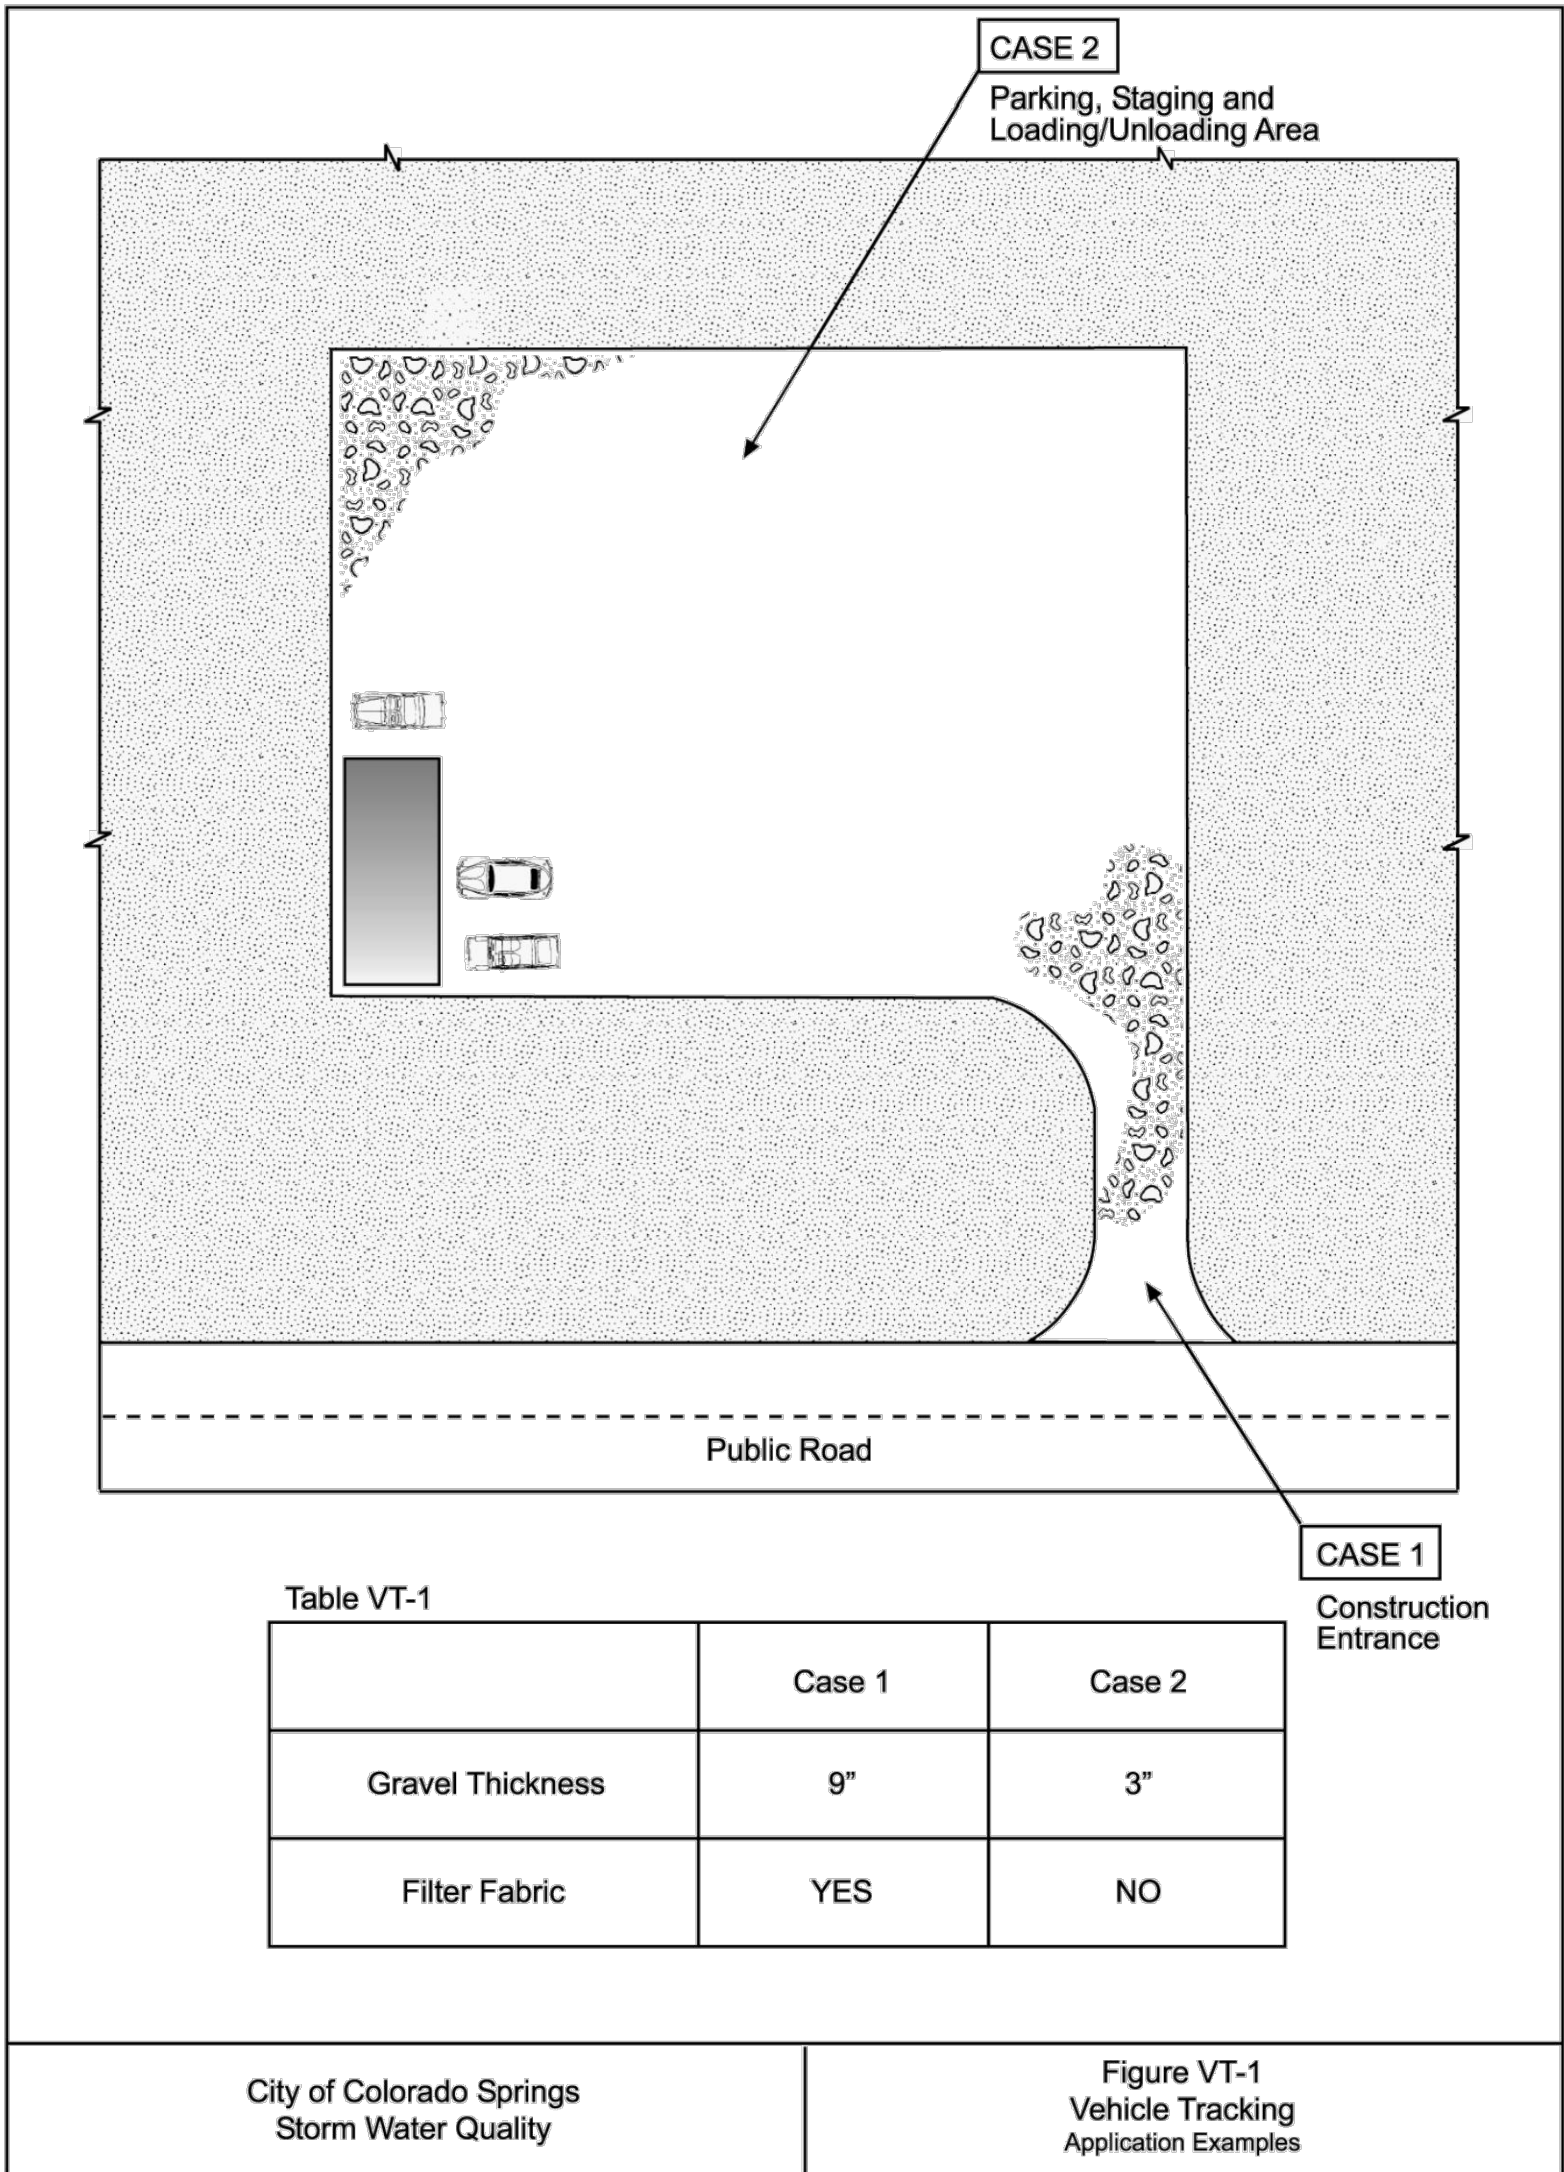 CASE 2
Parking, Staging and
Loading/Unloading Area
Public Road
CASE 1
Construction
Entrance
Table VT-1
Case 1 Case 2
Gravel Thickness 9” 3”
Filter Fabric YES NO
City of Colorado Springs
Storm Water Quality
Figure VT-1
Vehicle Tracking
Application Examples